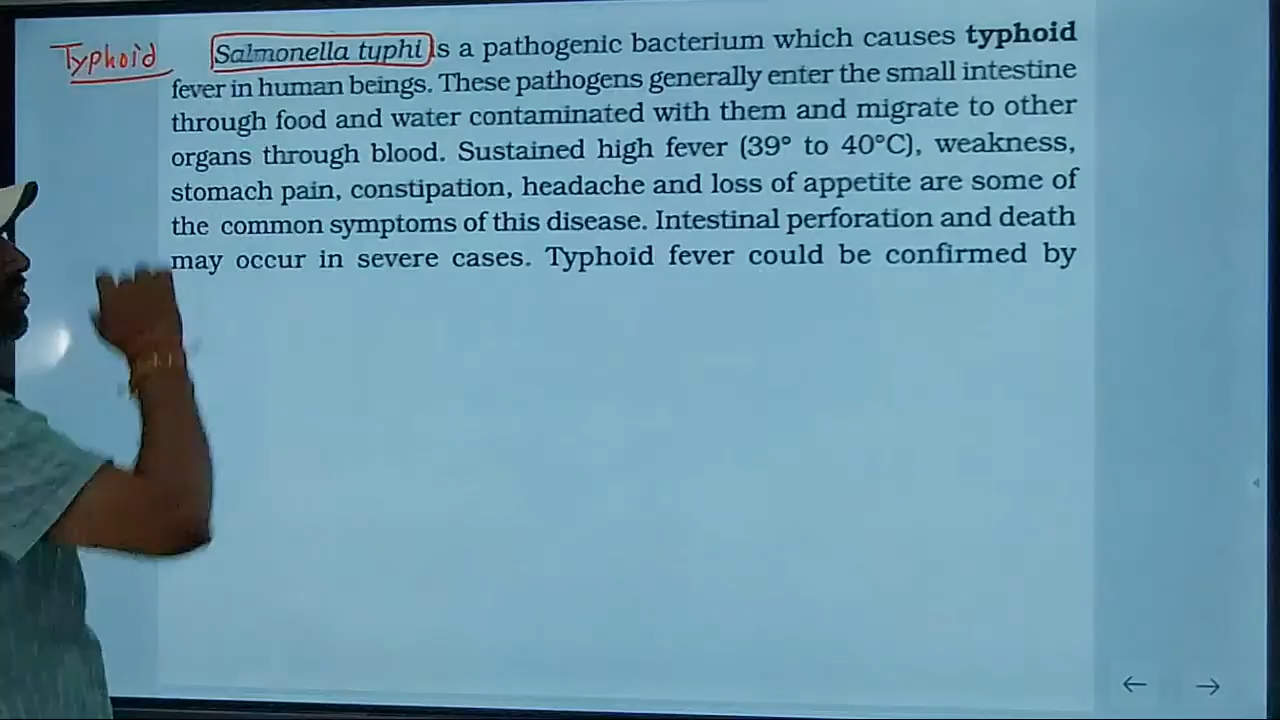 Typhoid
Salmonella typhi is a pathogenic bacterium which causes typhoid
fever in human beings. These pathogens generally enter the small intestine
through food and water contaminated with them and migrate to other
organs through blood. Sustained high fever (39° to 40°C), weakness,
stomach pain, constipation, headache and loss of appetite are some of
the common symptoms of this disease. Intestinal perforation and death
may occur in severe cases. Typhoid fever could be confirmed by